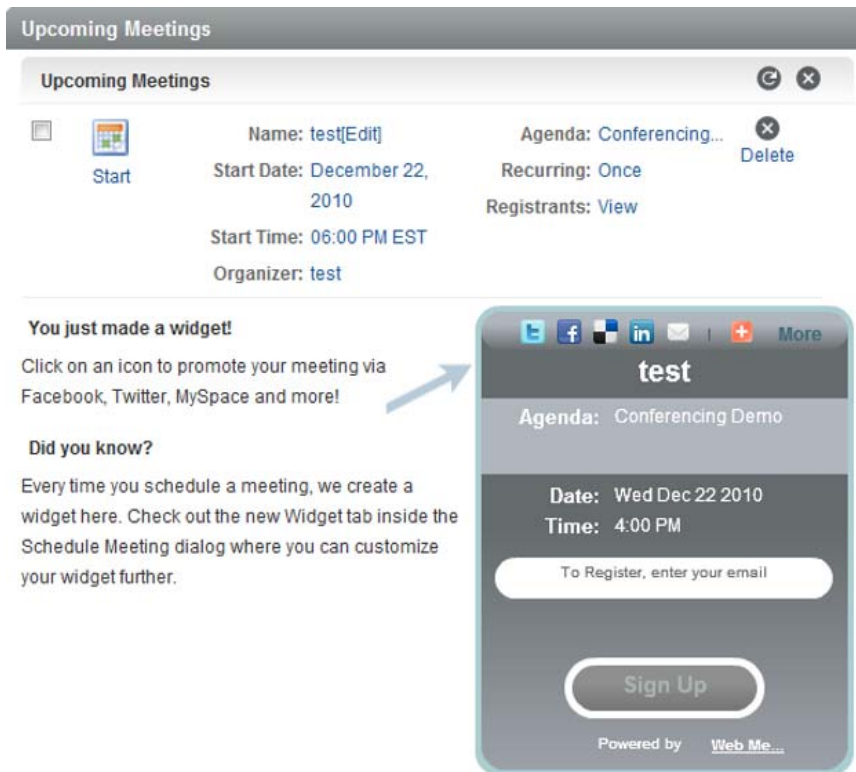 Upcoming Meetings
Upcoming Meetings
Start
Name: test[Edit]
Start Date: December 22,
2010
Start Time: 06:00 PM EST
Organizer: test
Agenda: Conferencing...
Recurring: Once
Registrants: View
Delete
You just made a widget!
Click on an icon to promote your meeting via
Facebook, Twitter, MySpace and more!
Did you know?
Every time you schedule a meeting, we create a
widget here. Check out the new Widget tab inside the
Schedule Meeting dialog where you can customize
your widget further.
More
test
Agenda: Conferencing Demo
Date: Wed Dec 22 2010
Time: 4:00 PM
To Register, enter your email
Sign Up
Powered by Web Me...